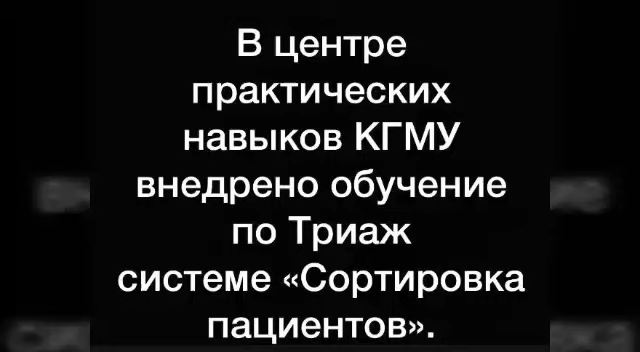 В центре
практических
навыков КГМУ
внедрено обучение
по Триаж
системе «Сортировка
пациентов».